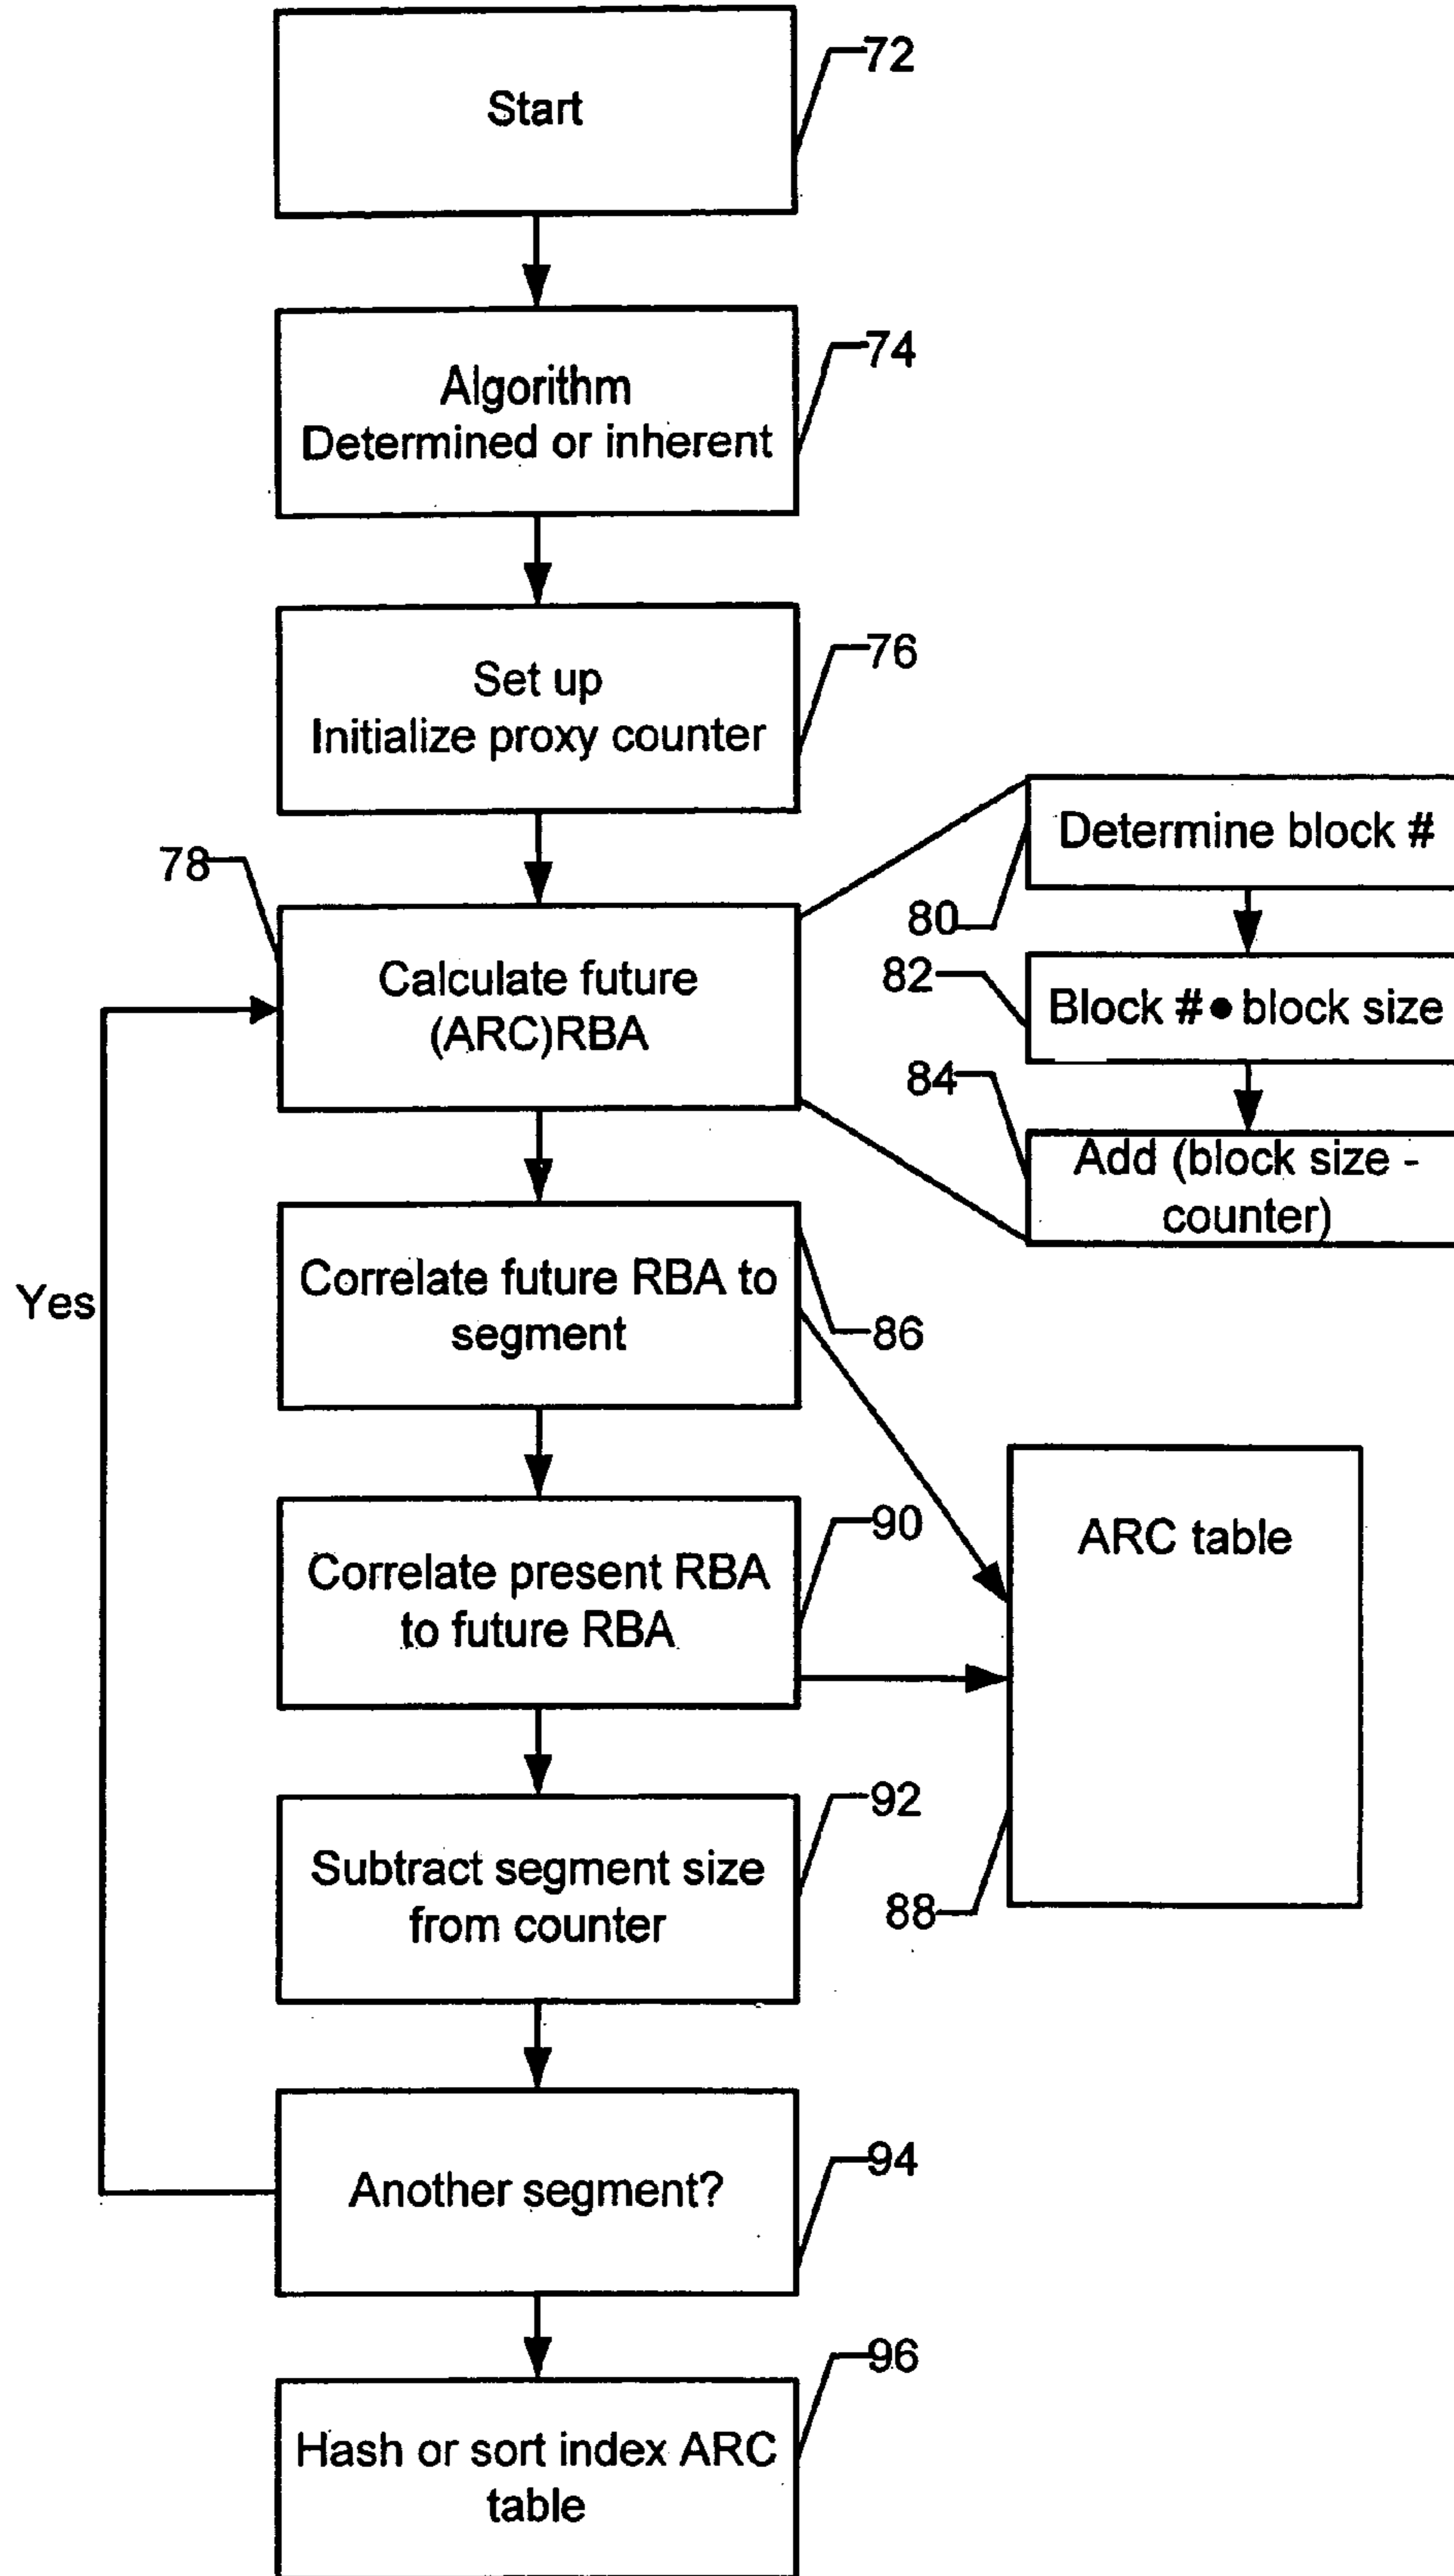 Start
72
Algorithm
Determined or inherent
74
Set up
Initialize proxy counter
76
78
Calculate future
(ARC)RBA
Determine block #
80
82
Block # ● block size
84
Add (block size -
counter)
Correlate future RBA to
segment
86
Yes
Correlate present RBA
to future RBA
90
ARC table
88
Subtract segment size
from counter
92
Another segment?
94
Hash or sort index ARC
table
96